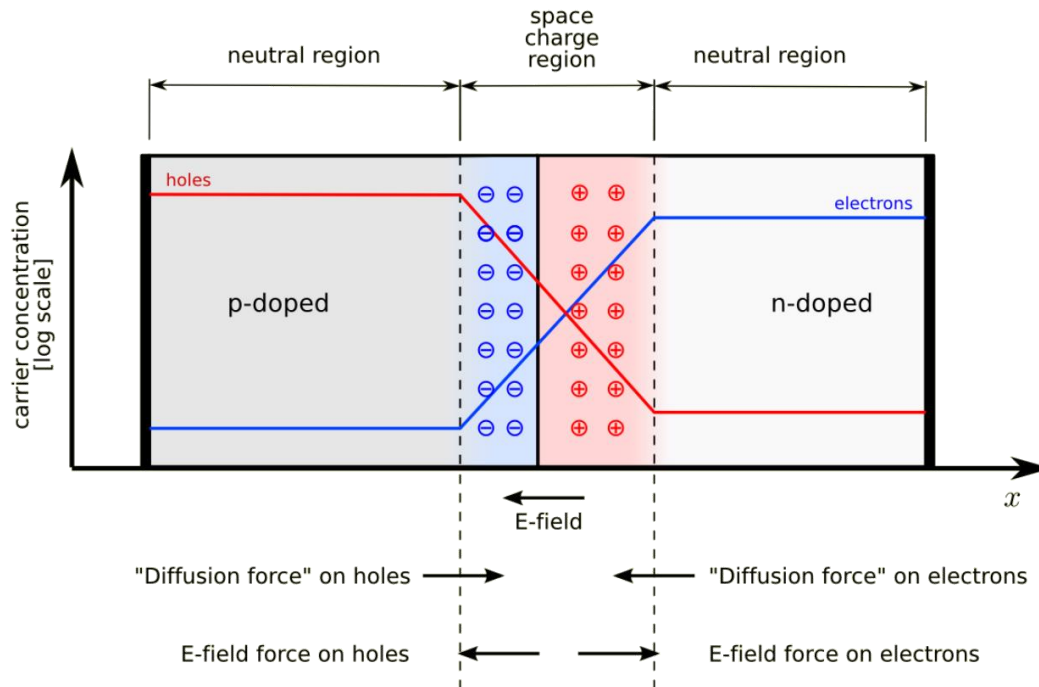 space
charge
region
neutral region
neutral region
holes
electrons
p-doped
n-doped
carrier concentration
[log scale]
x
E-field
"Diffusion force" on holes
"Diffusion force" on electrons
E-field force on holes
E-field force on electrons